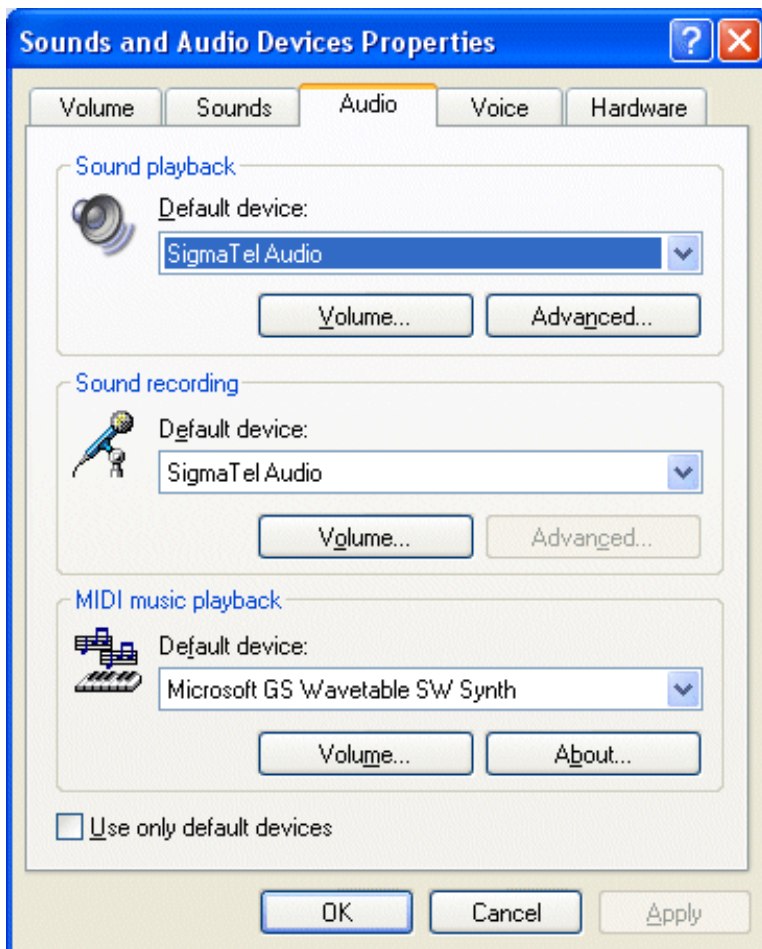 Sounds and Audio Devices Properties
?
Volume Sounds Audio Voice Hardware
Sound playback
Default device:
SigmaTel Audio
Volume... Advanced...
Sound recording
Default device:
SigmaTel Audio
Volume... Advanced...
MIDI music playback
Default device:
Microsoft GS Wavetable SW Synth
Volume... About...
Use only default devices
OK Cancel Apply